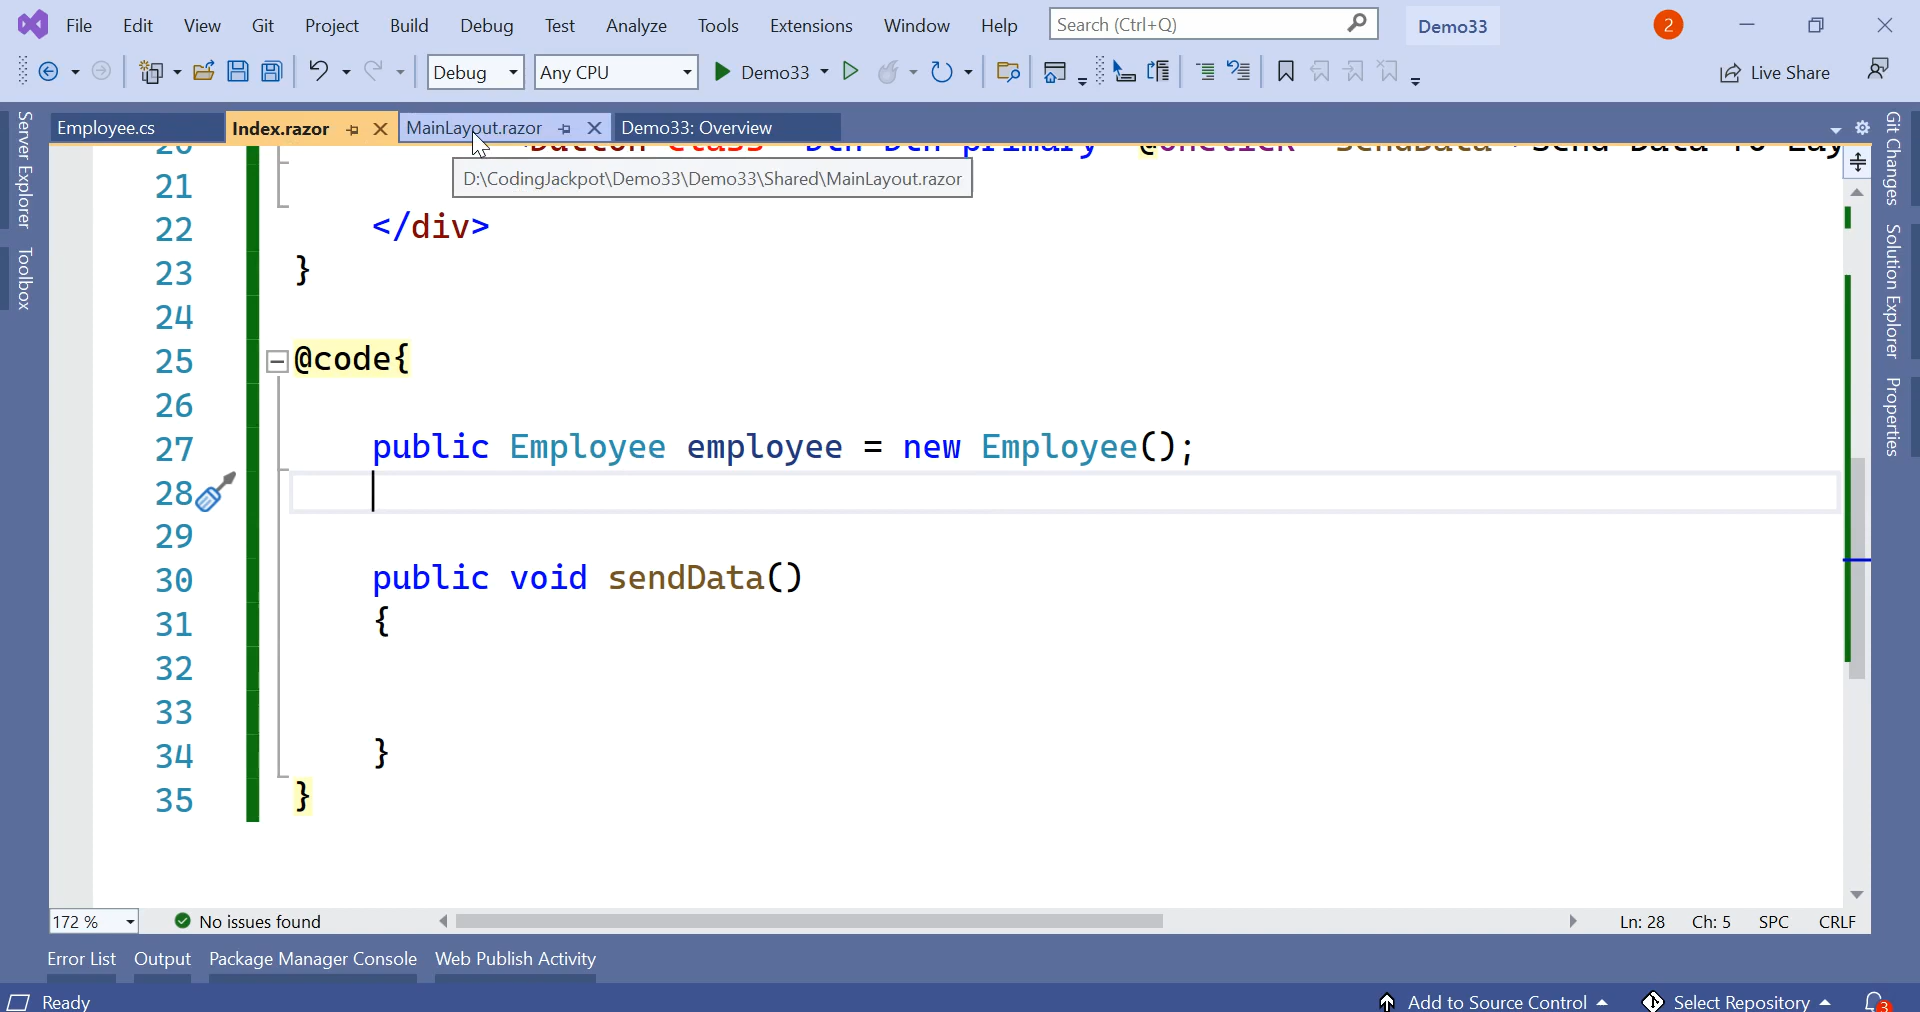 File Edit View Git Project Build Debug Test Analyze Tools Extensions Window Help Search (Ctrl+Q) Demo33 2
Debug Any CPU Demo33 Live Share
Employee.cs Index.razor MainLayout.razor Demo33: Overview
D:\CodingJackpot\Demo33\Demo33\Shared\MainLayout.razor
21
22 </div>
23 }
24
25 @code{
26
27 public Employee employee = new Employee();
28
29
30 public void sendData()
31 {
32
33
34 }
35 }
Server Explorer
Toolbox
Git Changes
Solution Explorer
Properties
172 % No issues found Ln: 28 Ch: 5 SPC CRLF
Error List Output Package Manager Console Web Publish Activity
Ready Add to Source Control Select Repository 3